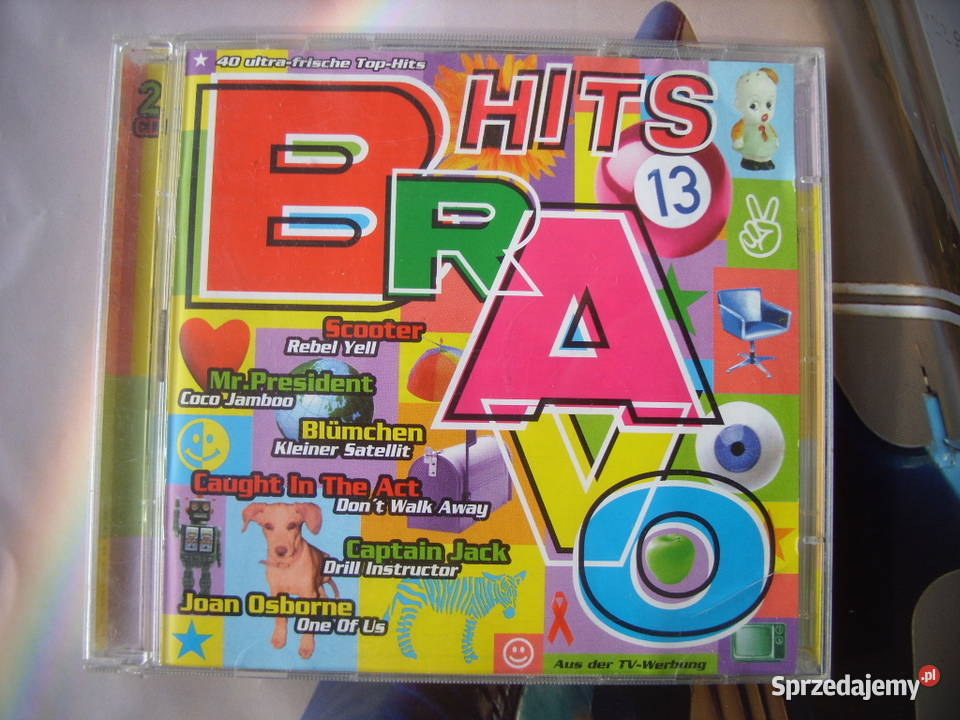 40 ultra-frische Top-Hits
2
CD
HITS
13
BRAVO
Scooter
Rebel Yell
Mr.President
Coco Jamboo
Blümchen
Kleiner Satellit
Caught In The Act
Don´t Walk Away
Captain Jack
Drill Instructor
Joan Osborne
One Of Us
Aus der TV-Werbung
Sprzedajemy.pl